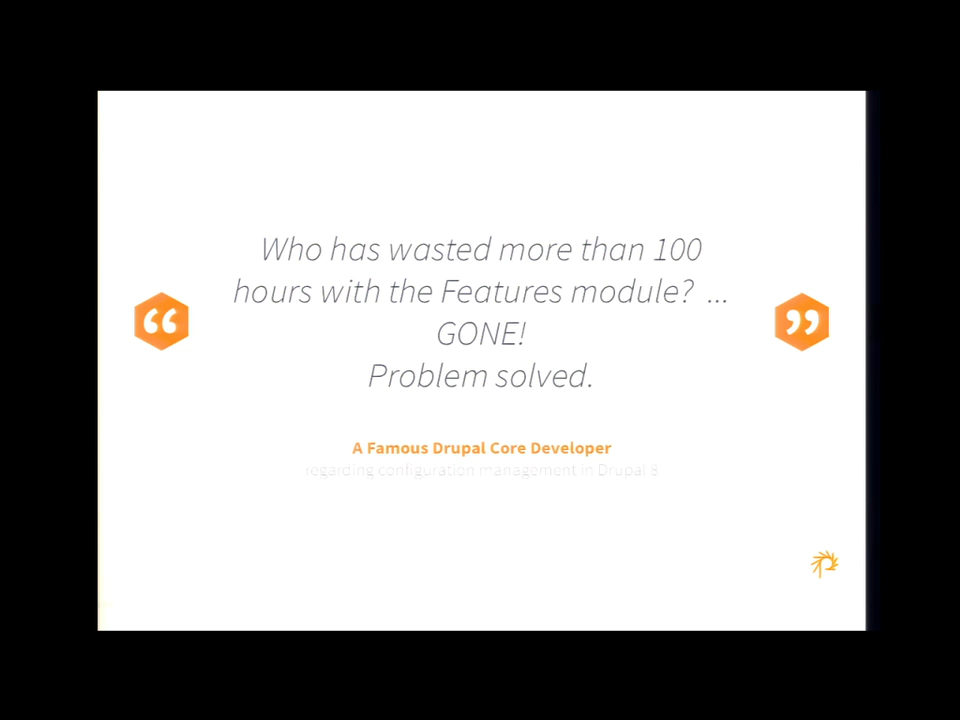 Who has wasted more than 100
hours with the Features module? ...
GONE!
Problem solved.
A Famous Drupal Core Developer
regarding configuration management in Drupal 8